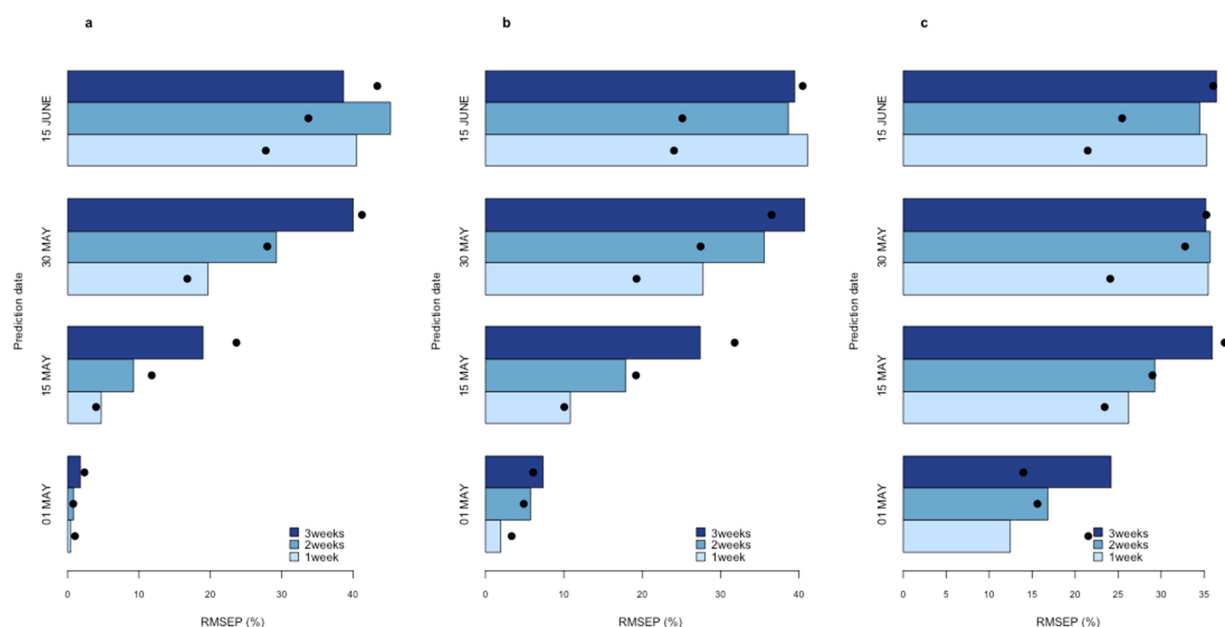 a
15 JUNE
30 MAY
15 MAY
01 MAY
Prediction date
3weeks
2weeks
1week
0 10 20 30 40
RMSEP (%)
b
15 JUNE
30 MAY
15 MAY
01 MAY
Prediction date
3weeks
2weeks
1week
0 10 20 30 40
RMSEP (%)
c
15 JUNE
30 MAY
15 MAY
01 MAY
Prediction date
3weeks
2weeks
1week
0 5 10 15 20 25 30 35
RMSEP (%)